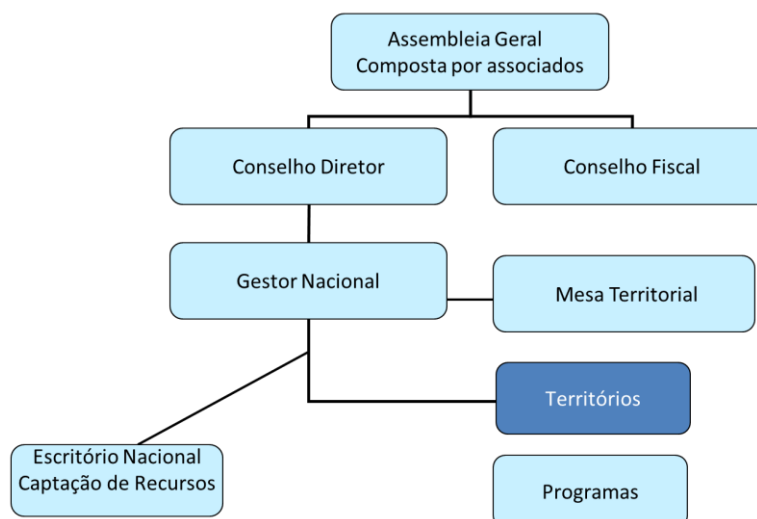 Assembleia Geral
Composta por associados
Conselho Diretor
Conselho Fiscal
Gestor Nacional
Mesa Territorial
Territórios
Escritório Nacional
Captação de Recursos
Programas